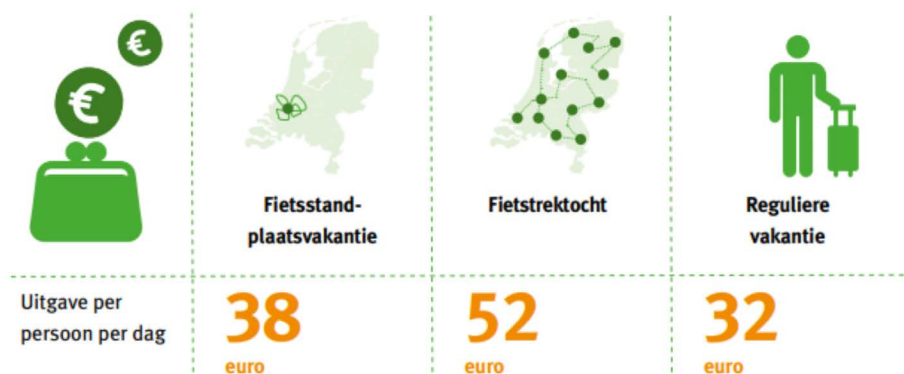 €
€
Fietsstand-
plaatsvakantie
Fietstrektocht
Reguliere
vakantie
Uitgave per
persoon per dag
38
euro
52
euro
32
euro